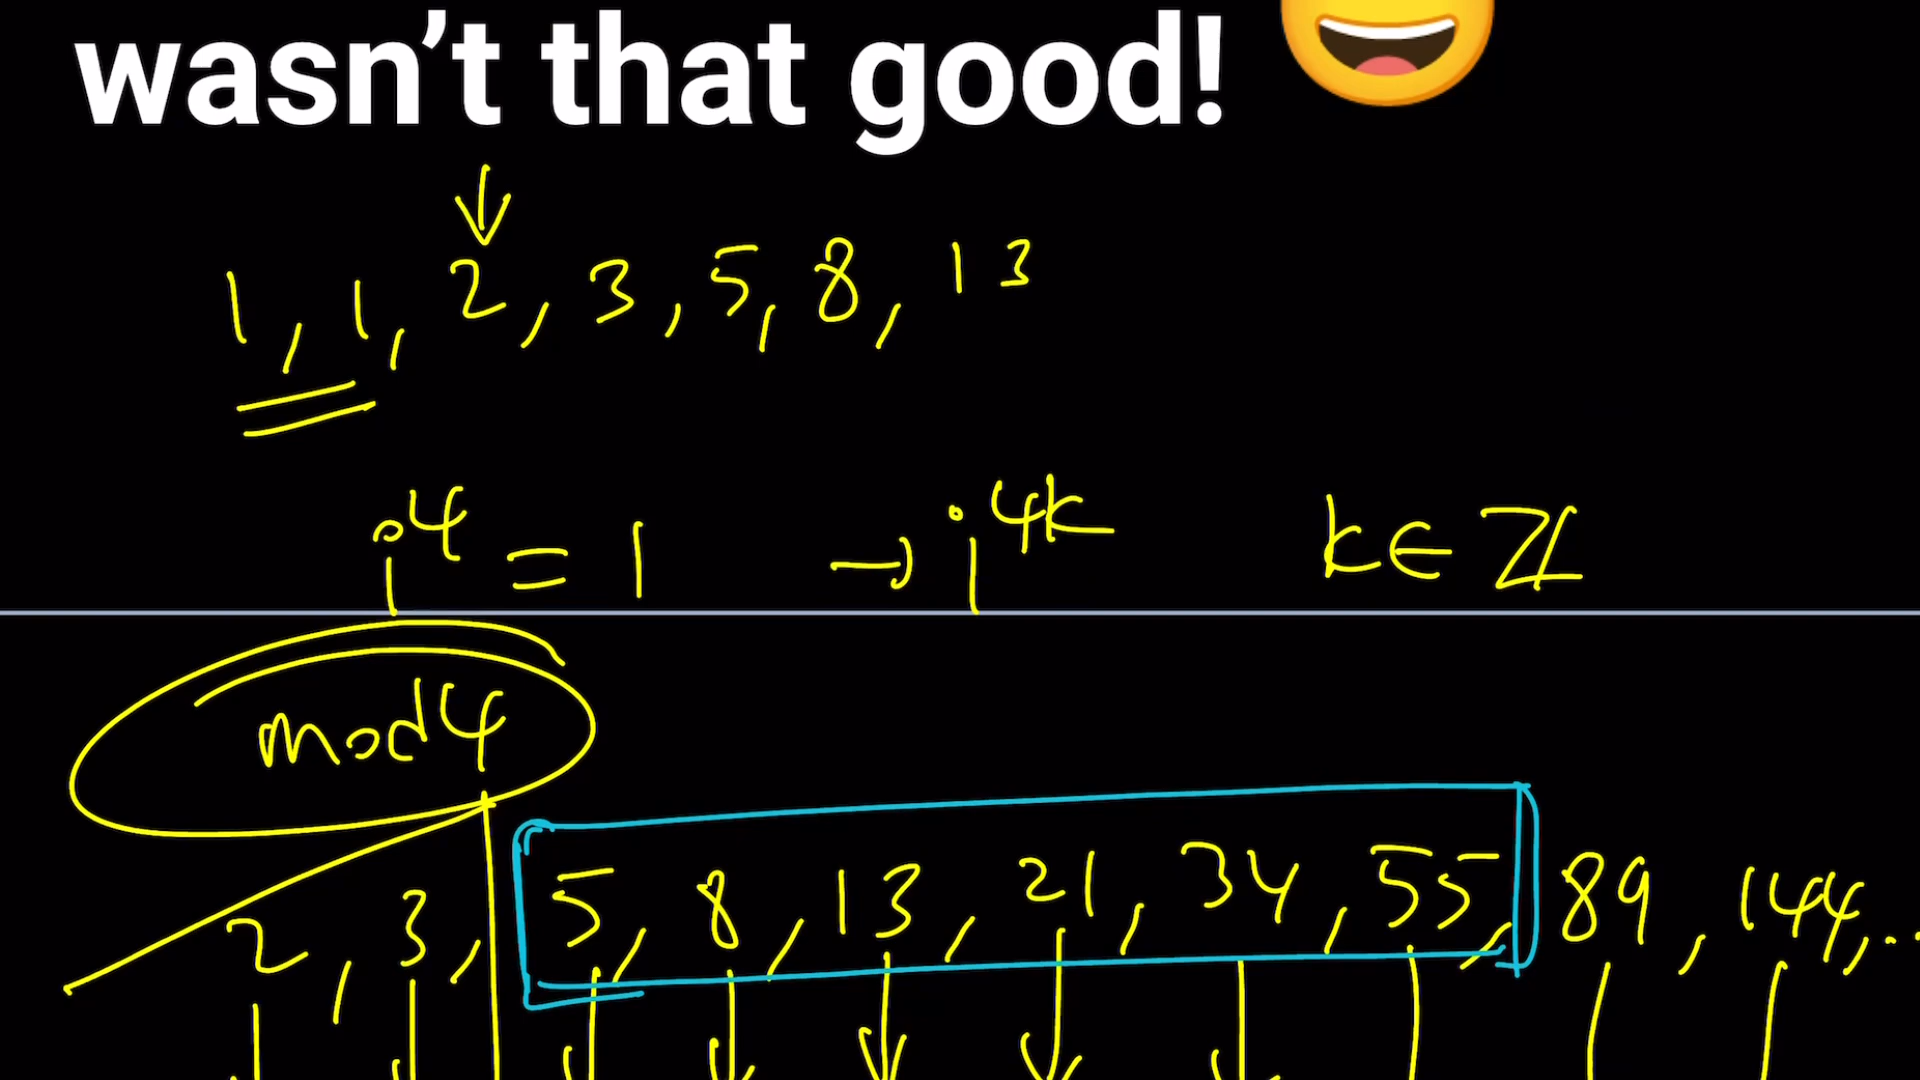 wasn’t that good!
1, 1, 2, 3, 5, 8, 13
i⁴ = 1 → i⁴ᵏ k ∈ ℤ
mod 4
2, 3, 5, 8, 13, 21, 34, 55, 89, 144, ..